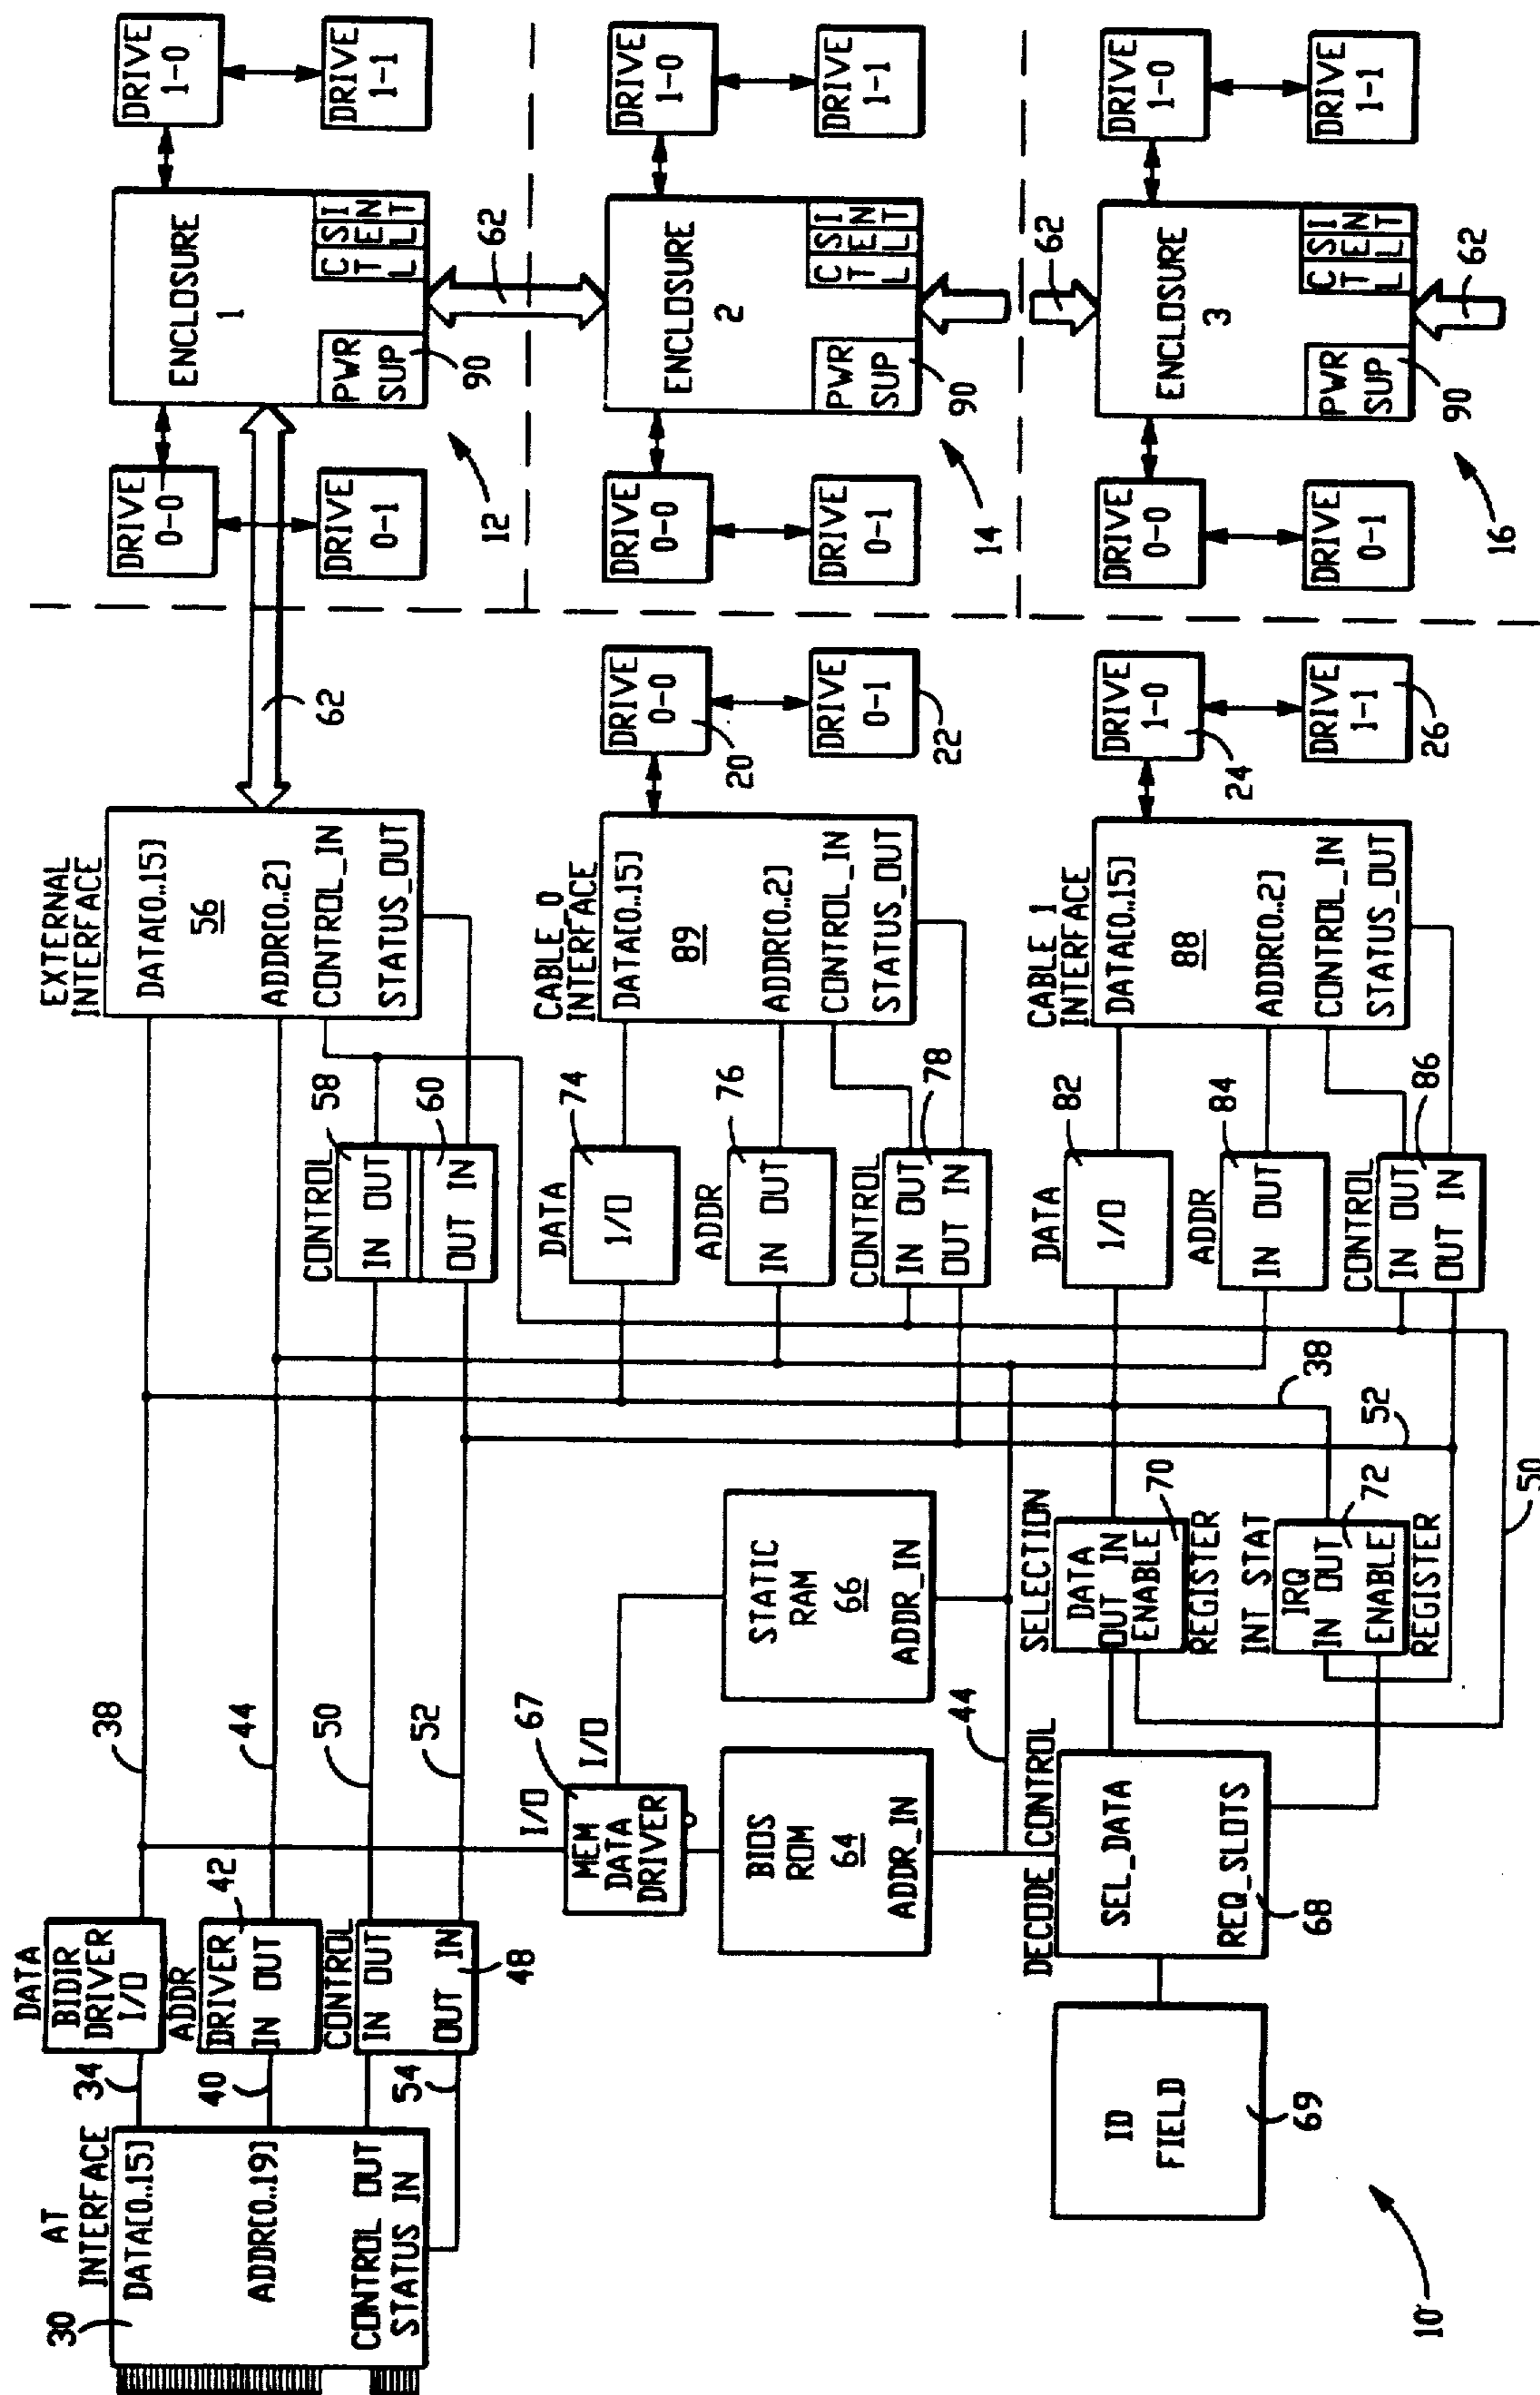 30
AT
INTERFACE
DATA[0..15]
ADDR[0..19]
CONTROL OUT
STATUS IN
34
40
54
DATA
BIDIR
DRIVER
I/O
ADDR
DRIVER
IN OUT
42
CONTROL
IN OUT
OUT IN
48
38
44
50
52
CONTROL
IN OUT
58
OUT IN
60
EXTERNAL
INTERFACE
DATA[0..15]
56
ADDR[0..2]
CONTROL_IN
STATUS_OUT
62
DRIVE
0-0
DRIVE
0-1
12
ENCLOSURE
1
PWR
SUP
90
CTL
SEL
INT
DRIVE
1-0
DRIVE
1-1
62
I/O
67
I/O
MEM
DATA
DRIVER
BIOS
ROM
64
ADDR_IN
STATIC
RAM
66
ADDR_IN
44
DATA
I/O
74
ADDR
IN OUT
76
CONTROL
IN OUT
OUT IN
78
CABLE 0
INTERFACE
DATA[0..15]
89
ADDR[0..2]
CONTROL_IN
STATUS_OUT
DRIVE
0-0
20
DRIVE
0-1
22
DRIVE
0-0
DRIVE
0-1
14
ENCLOSURE
2
PWR
SUP
90
CTL
SEL
INT
DRIVE
1-0
DRIVE
1-1
62
ID
FIELD
69
DECODE CONTROL
SEL_DATA
REQ_SLOTS
68
SELECTION
DATA
OUT IN
ENABLE
70
REGISTER
INT STAT
IRQ
IN OUT
ENABLE
72
REGISTER
38
52
50
DATA
I/O
82
ADDR
IN OUT
84
CONTROL
IN OUT
OUT IN
86
CABLE 1
INTERFACE
DATA[0..15]
88
ADDR[0..2]
CONTROL_IN
STATUS_OUT
DRIVE
1-0
24
DRIVE
1-1
26
DRIVE
0-0
DRIVE
0-1
16
ENCLOSURE
3
PWR
SUP
90
CTL
SEL
INT
DRIVE
1-0
DRIVE
1-1
62
10